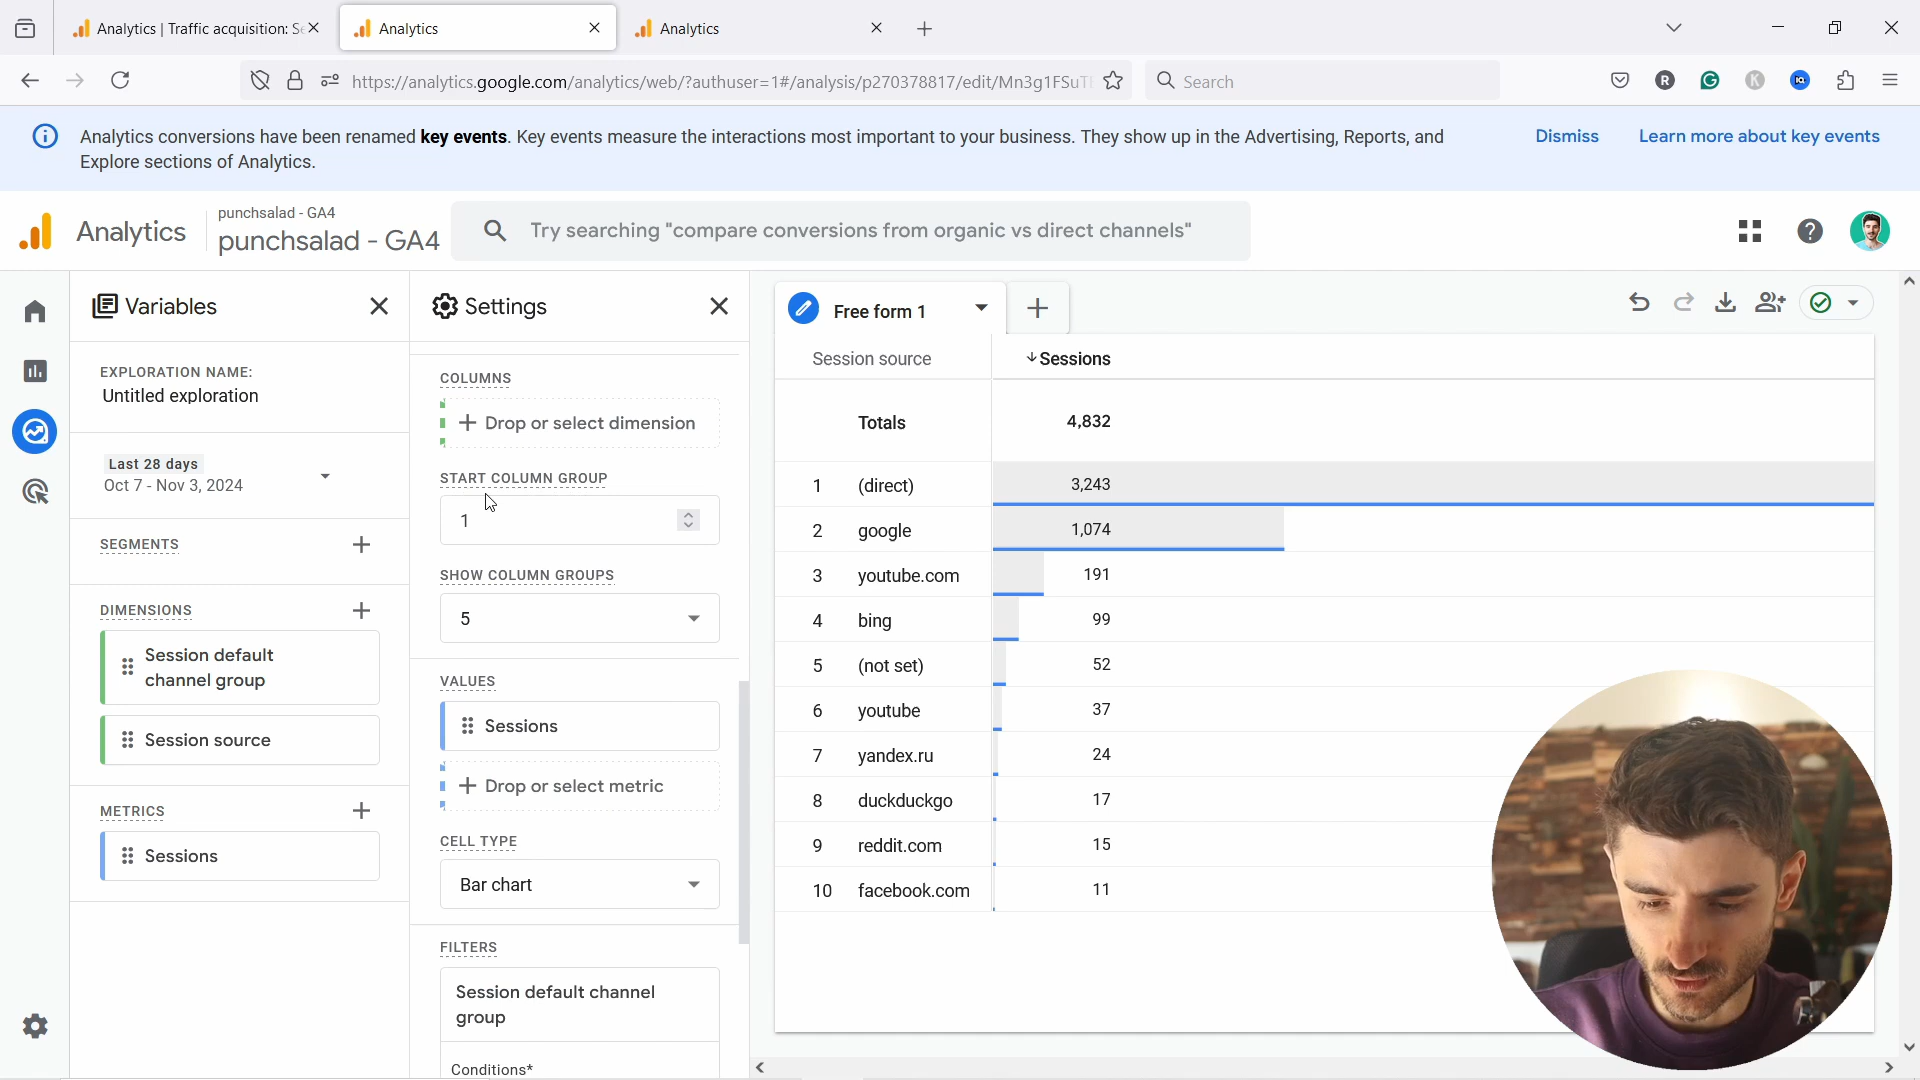 Analytics | Traffic acquisition: Se
Analytics
Analytics
https://analytics.google.com/analytics/web/?authuser=1#/analysis/p270378817/edit/Mn3g1FSuT
Search
Analytics conversions have been renamed key events. Key events measure the interactions most important to your business. They show up in the Advertising, Reports, and
Explore sections of Analytics.
Dismiss
Learn more about key events
Analytics
punchsalad - GA4
punchsalad - GA4
Try searching "compare conversions from organic vs direct channels"
Variables
EXPLORATION NAME:
Untitled exploration
Last 28 days
Oct 7 - Nov 3, 2024
SEGMENTS
DIMENSIONS
Session default
channel group
Session source
METRICS
Sessions
Settings
COLUMNS
Drop or select dimension
START COLUMN GROUP
1
SHOW COLUMN GROUPS
5
VALUES
Sessions
Drop or select metric
CELL TYPE
Bar chart
FILTERS
Session default channel
group
Conditions*
Free form 1
Session source Sessions
Totals 4,832
1 (direct) 3,243
2 google 1,074
3 youtube.com 191
4 bing 99
5 (not set) 52
6 youtube 37
7 yandex.ru 24
8 duckduckgo 17
9 reddit.com 15
10 facebook.com 11